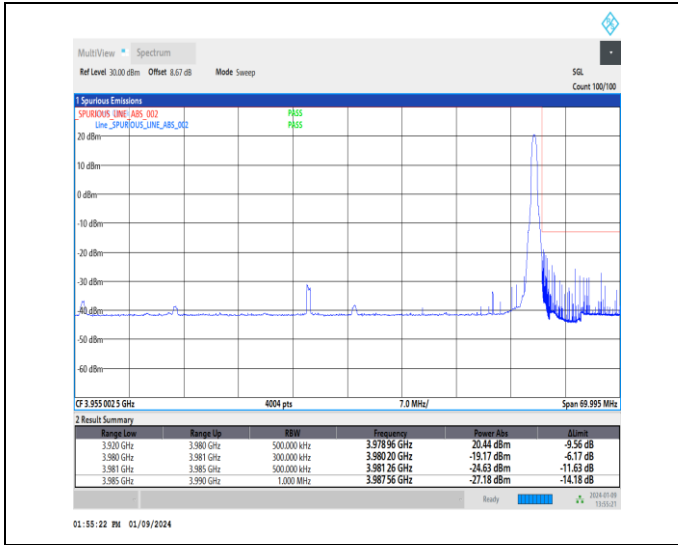 MultiView Spectrum
Ref Level 30.00 dBm Offset 8.67 dB Mode Sweep SGL
Count 100/100
1 Spurious Emissions
SPURIOUS_LINE_ABS_002 PASS
Line _SPURIOUS_LINE_ABS_002 PASS
20 dBm
10 dBm
0 dBm
-10 dBm
-20 dBm
-30 dBm
-40 dBm
-50 dBm
-60 dBm
CF 3.955 002 5 GHz 4004 pts 7.0 MHz/ Span 69.995 MHz
2 Result Summary
Range Low Range Up RBW Frequency Power Abs ΔLimit
3.920 GHz 3.980 GHz 500.000 kHz 3.978 96 GHz 20.44 dBm -9.56 dB
3.980 GHz 3.981 GHz 300.000 kHz 3.980 20 GHz -19.17 dBm -6.17 dB
3.981 GHz 3.985 GHz 500.000 kHz 3.981 26 GHz -24.63 dBm -11.63 dB
3.985 GHz 3.990 GHz 1.000 MHz 3.987 56 GHz -27.18 dBm -14.18 dB
Ready 2024-01-09
13:55:21
01:55:22 PM 01/09/2024